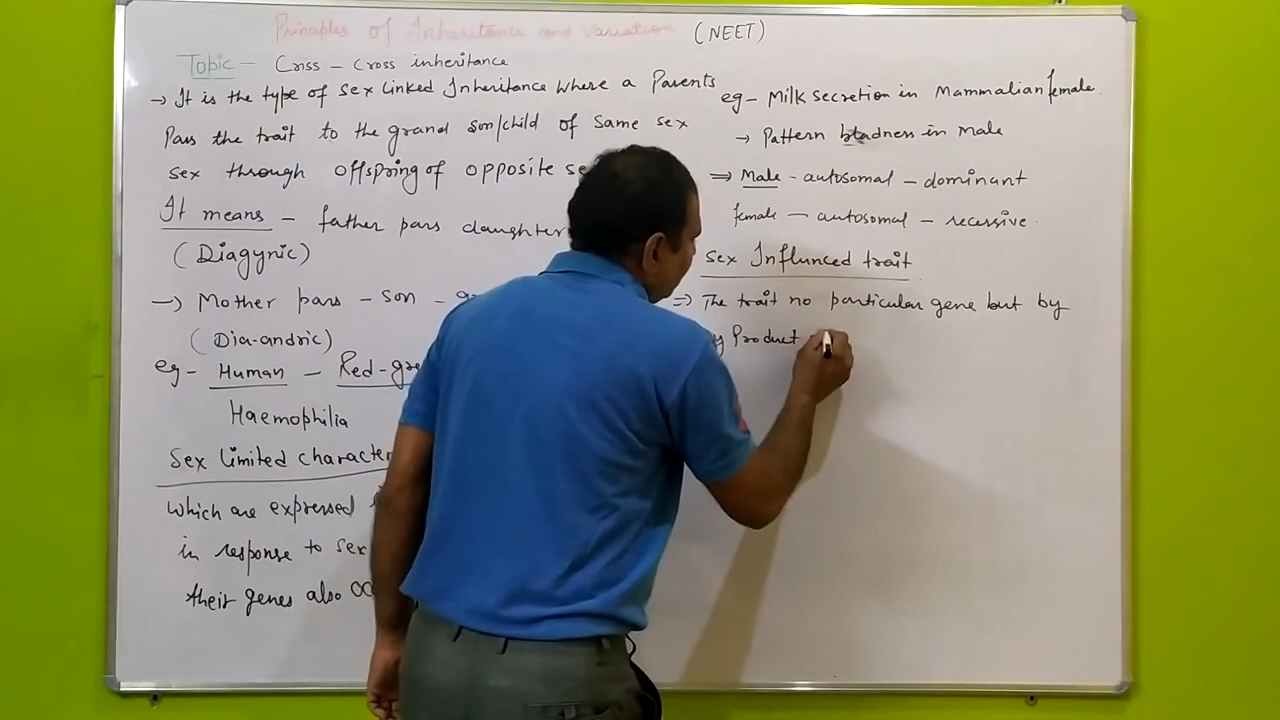 Principles of Inheritance and variation (NEET)
Topic - Criss - Cross inheritance
→ It is the type of Sex Linked Inheritance Where a Parents
Pass the trait to the grand son/child of Same sex
sex through offspring of opposite se
It means - father pass daughter
(Diagynic)
→ Mother pass - son -
(Dia-andric)
eg- Human - Red-gre
Haemophilia
Sex limited character
which are expressed
in response to sex
their genes also
eg- Milk secretion in Mammalian female.
→ Pattern in Male
⇒ Male - autosomal - dominant
female - autosomal - recessive.
Sex Influnced trait
⇒ The trait no particular gene but by
Product